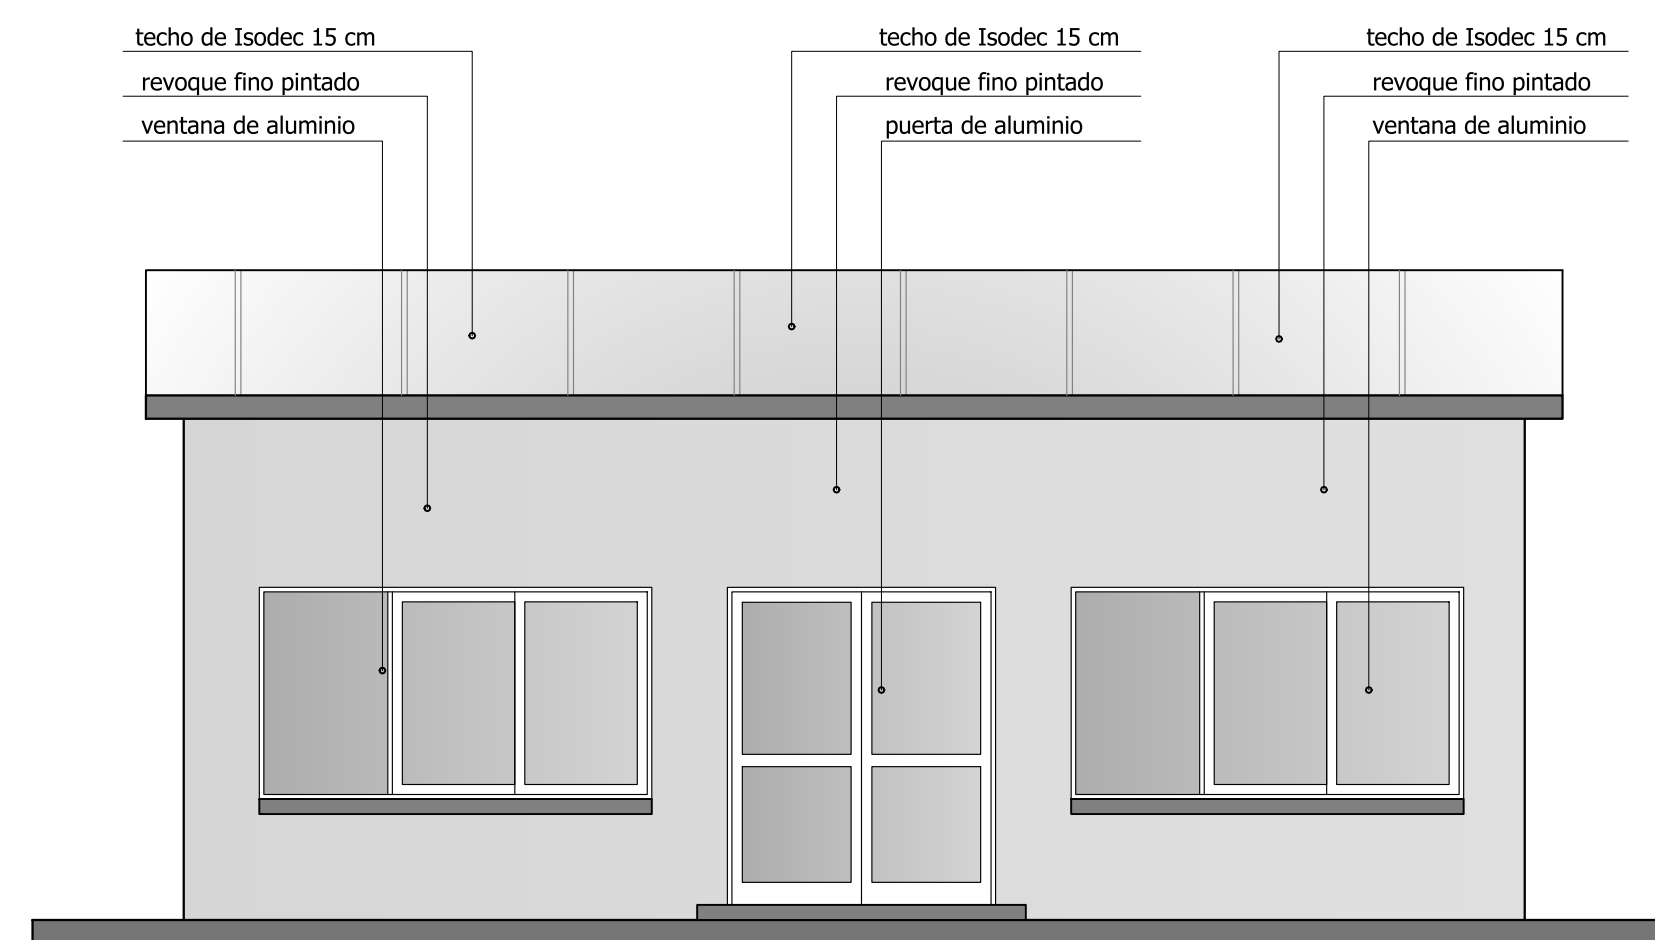 techo de Isodec 15 cm
revoque fino pintado
ventana de aluminio
techo de Isodec 15 cm
revoque fino pintado
puerta de aluminio
techo de Isodec 15 cm
revoque fino pintado
ventana de aluminio